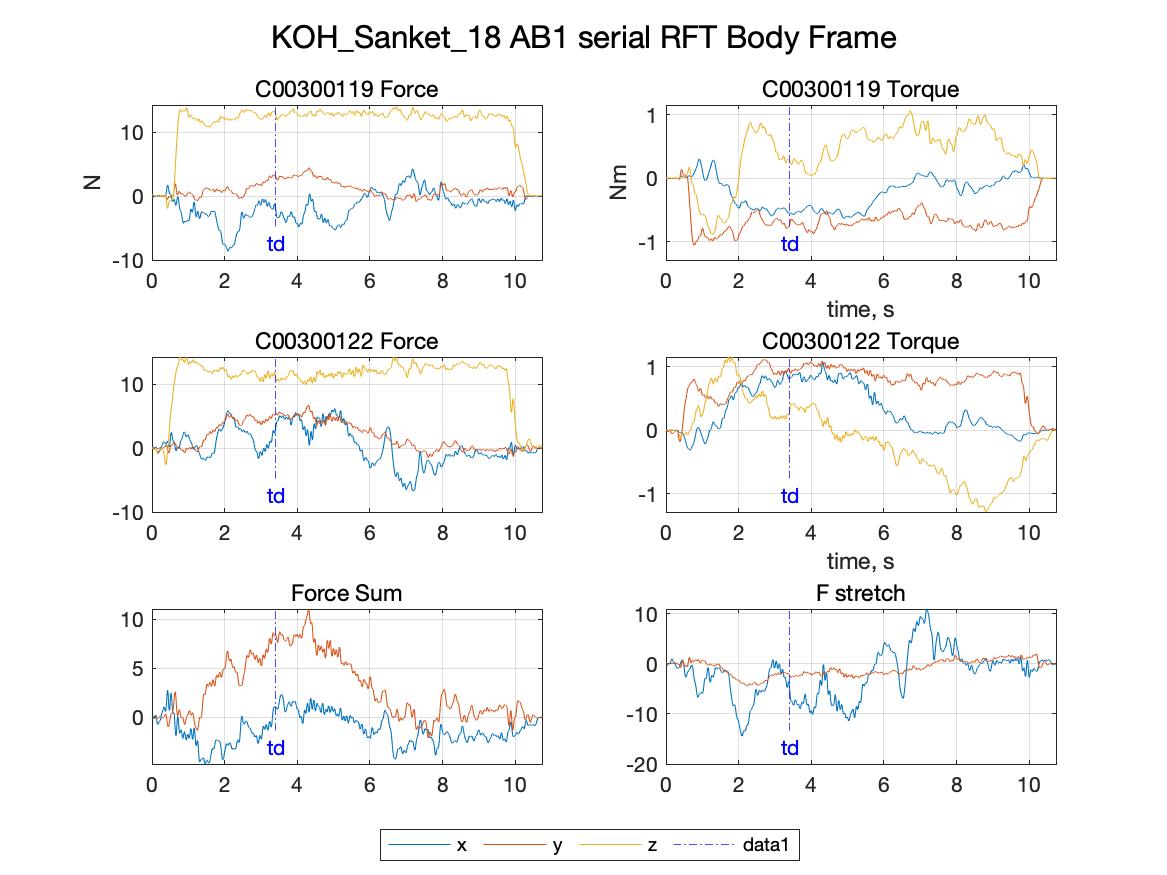 KOH_Sanket_18 AB1 serial RFT Body Frame
C00300119 Force
10
0
-10
N
td
0 2 4 6 8 10
C00300119 Torque
1
0
-1
Nm
td
0 2 4 6 8 10
time, s
C00300122 Force
10
0
-10
td
0 2 4 6 8 10
C00300122 Torque
1
0
-1
td
0 2 4 6 8 10
time, s
Force Sum
10
5
0
td
0 2 4 6 8 10
F stretch
10
0
-10
-20
td
0 2 4 6 8 10
x y z data1